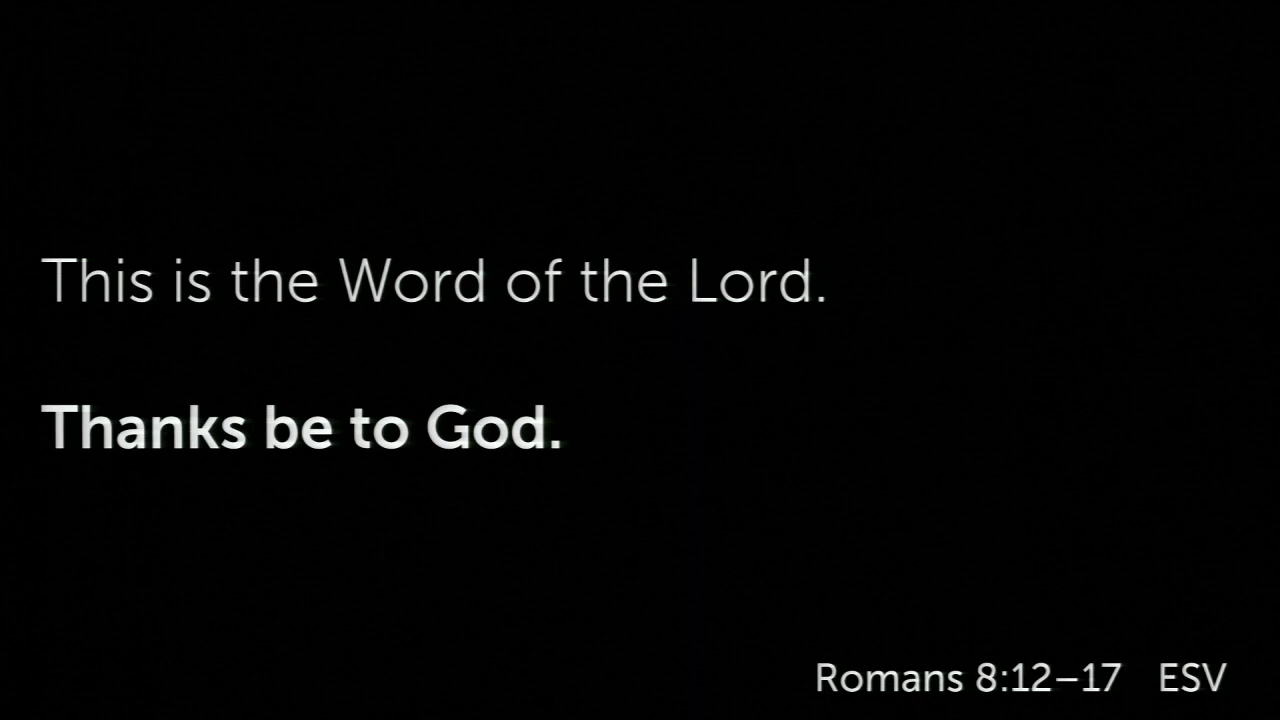 This is the Word of the Lord.
Thanks be to God.
Romans 8:12–17 ESV